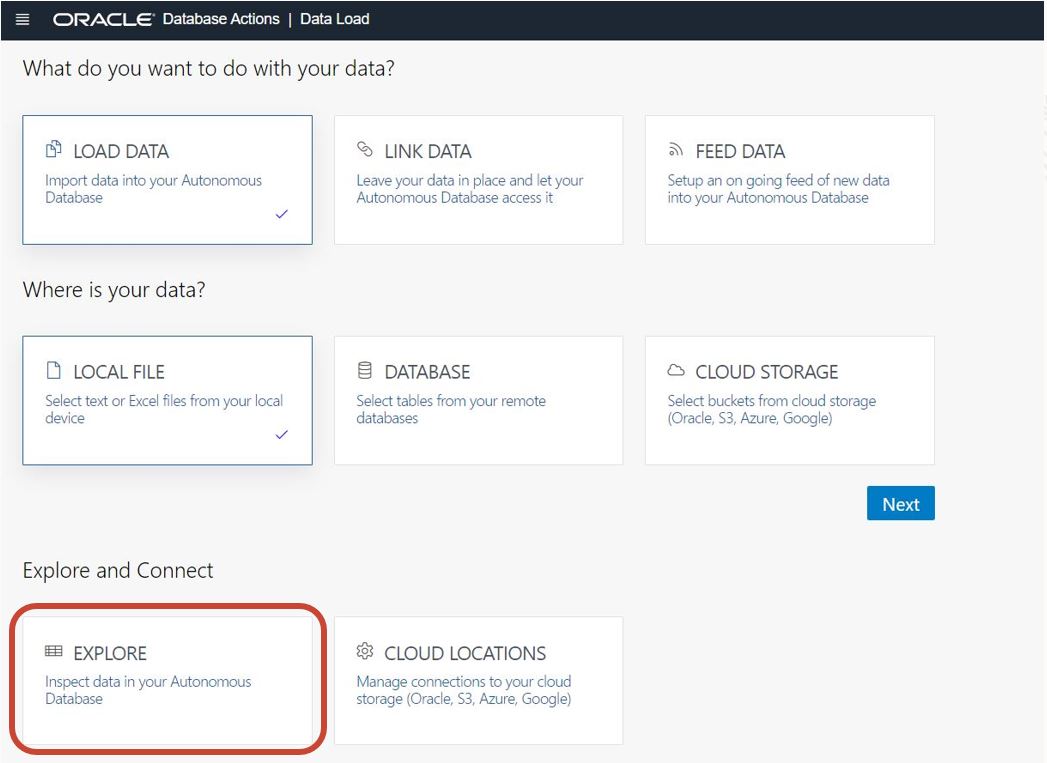 ORACLE Database Actions | Data Load
What do you want to do with your data?
LOAD DATA
Import data into your Autonomous
Database
LINK DATA
Leave your data in place and let your
Autonomous Database access it
FEED DATA
Setup an on going feed of new data
into your Autonomous Database
Where is your data?
LOCAL FILE
Select text or Excel files from your local
device
DATABASE
Select tables from your remote
databases
CLOUD STORAGE
Select buckets from cloud storage
(Oracle, S3, Azure, Google)
Next
Explore and Connect
EXPLORE
Inspect data in your Autonomous
Database
CLOUD LOCATIONS
Manage connections to your cloud
storage (Oracle, S3, Azure, Google)